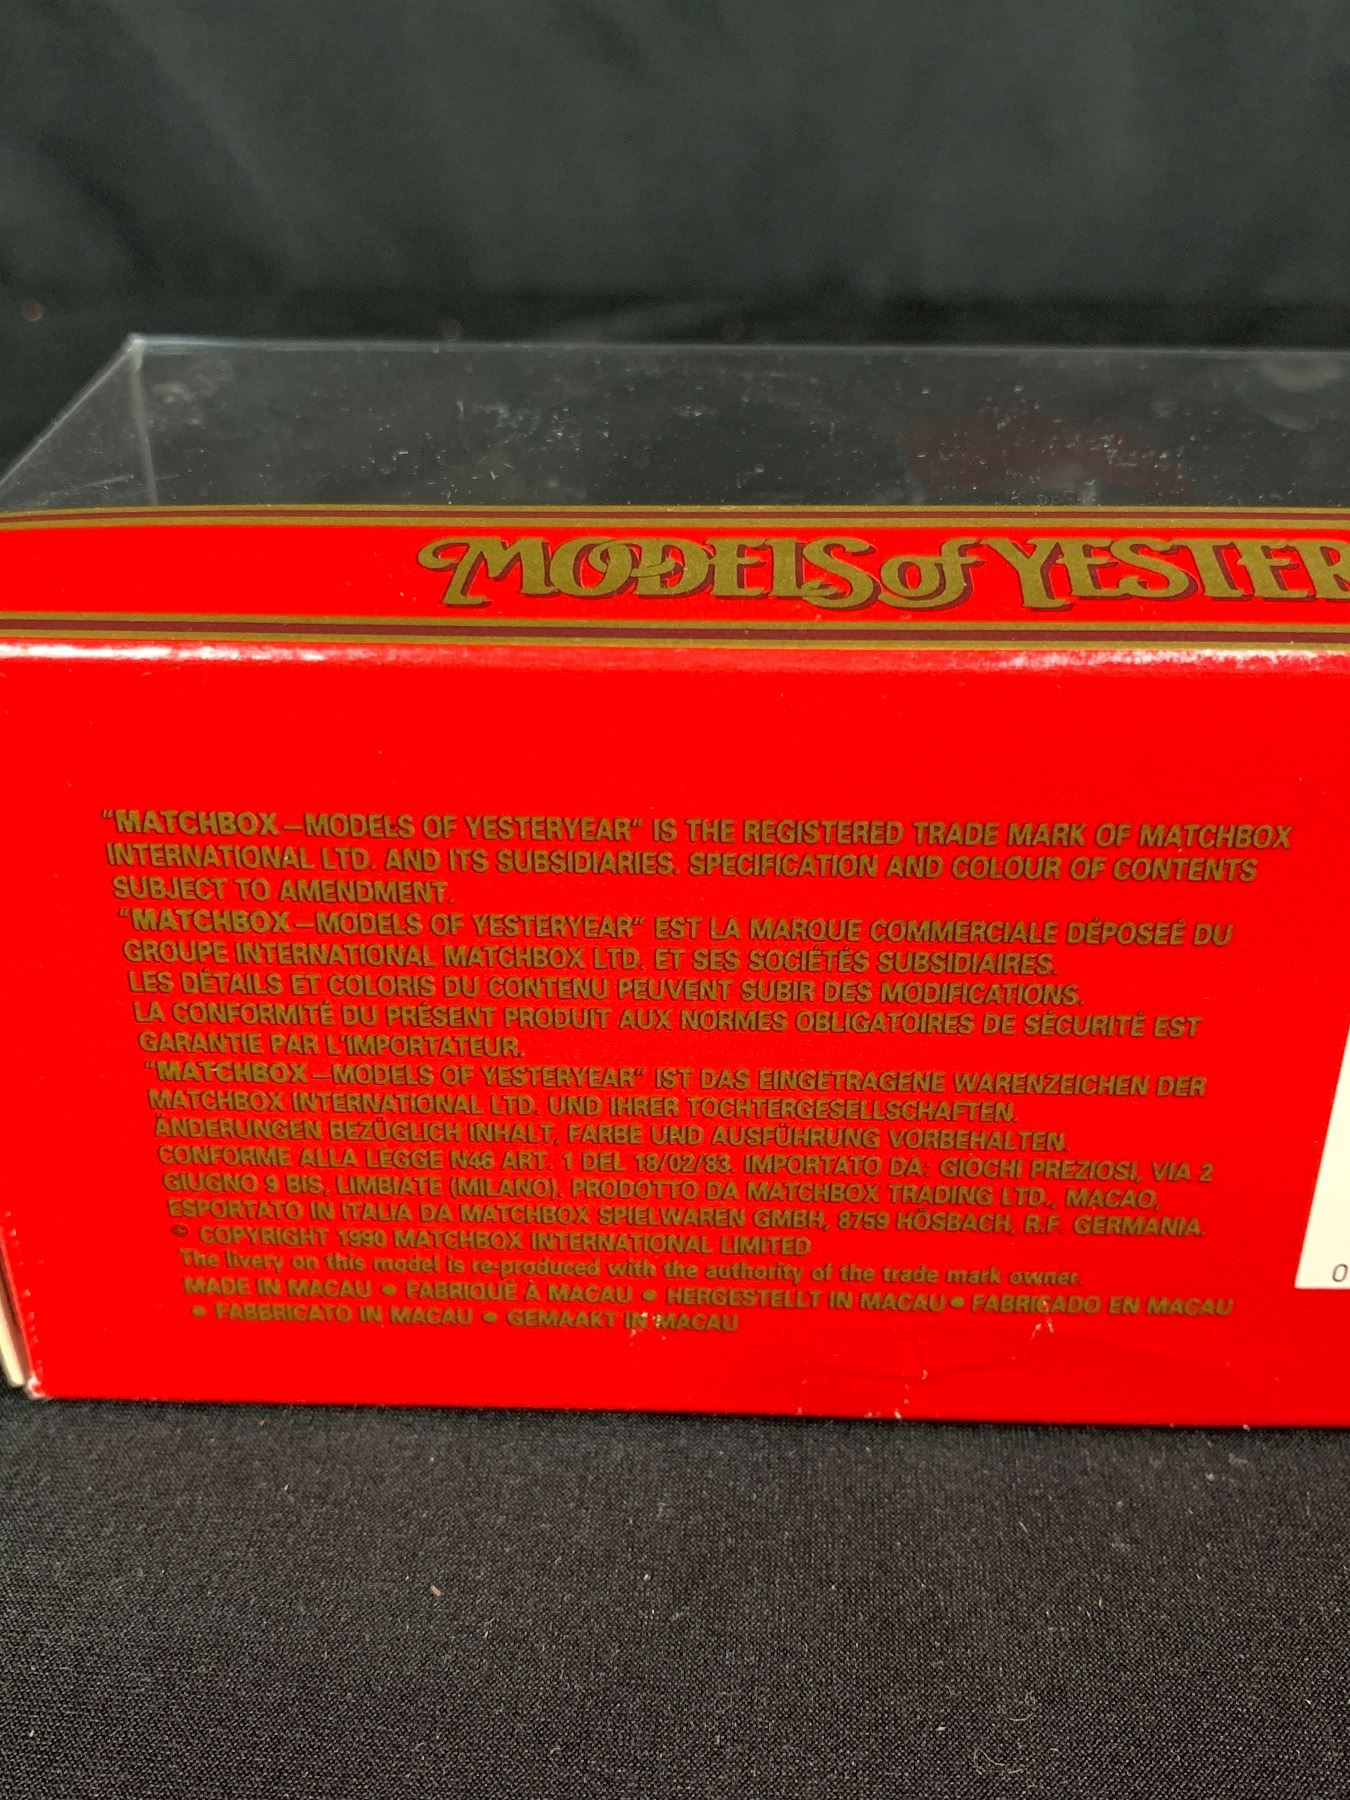 MODELS of YESTER
"MATCHBOX—MODELS OF YESTERYEAR" IS THE REGISTERED TRADE MARK OF MATCHBOX
INTERNATIONAL LTD. AND ITS SUBSIDIARIES. SPECIFICATION AND COLOUR OF CONTENTS
SUBJECT TO AMENDMENT.
"MATCHBOX—MODELS OF YESTERYEAR" EST LA MARQUE COMMERCIALE DÉPOSEÉ DU
GROUPE INTERNATIONAL MATCHBOX LTD. ET SES SOCIÉTÉS SUBSIDIAIRES.
LES DÉTAILS ET COLORIS DU CONTENU PEUVENT SUBIR DES MODIFICATIONS.
LA CONFORMITÉ DU PRÉSENT PRODUIT AUX NORMES OBLIGATOIRES DE SÉCURITÉ EST
GARANTIE PAR L'IMPORTATEUR.
"MATCHBOX—MODELS OF YESTERYEAR" IST DAS EINGETRAGENE WARENZEICHEN DER
MATCHBOX INTERNATIONAL LTD. UND IHRER TOCHTERGESELLSCHAFTEN.
ÄNDERUNGEN BEZÜGLICH INHALT, FARBE UND AUSFÜHRUNG VORBEHALTEN.
CONFORME ALLA LEGGE N46 ART. 1 DEL 18/02/83. IMPORTATO DA: GIOCHI PREZIOSI, VIA 2
GIUGNO 9 BIS, LIMBIATE (MILANO). PRODOTTO DA MATCHBOX TRADING LTD., MACAO,
ESPORTATO IN ITALIA DA MATCHBOX SPIELWAREN GMBH, 8759 HÖSBACH, R.F. GERMANIA.
© COPYRIGHT 1990 MATCHBOX INTERNATIONAL LIMITED
The livery on this model is re-produced with the authority of the trade mark owner.
MADE IN MACAU • FABRIQUÉ À MACAU • HERGESTELLT IN MACAU • FABRICADO EN MACAU
• FABBRICATO IN MACAU • GEMAAKT IN MACAU
0